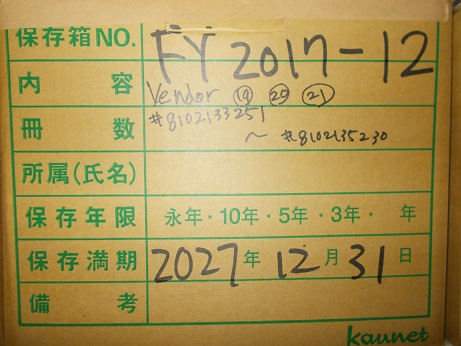 保存箱NO. FY 2017-12
内 容 Vendor ⑲ ⑳ ㉑
冊 数 #8102133251
~ #8102135230
所属(氏名)
保存年限 永年・10年・5年・3年・ 年
保存満期 2027年 12月 31日
備 考
kaunet